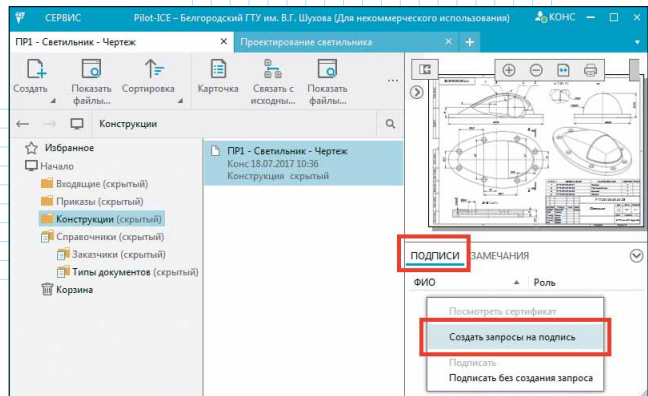 СЕРВИС
Pilot-ICE – Белгородский ГТУ им. В.Г. Шухова (Для некоммерческого использования)
КОНС
ПР1 - Светильник - Чертеж
Проектирование светильника
Создать
Показать файлы...
Сортировка
Карточка
Связать с исходны...
Показать файлы...
Конструкции
Избранное
Начало
Входящие (скрытый)
Приказы (скрытый)
Конструкции (скрытый)
Справочники (скрытый)
Заказчики (скрытый)
Типы документов (скрытый)
Корзина
ПР1 - Светильник - Чертеж
Конс 18.07.2017 10:36
Конструкция скрытый
ПОДПИСИ
ЗАМЕЧАНИЯ
ФИО
Роль
Посмотреть сертификат
Создать запросы на подпись
Подписать
Подписать без создания запроса